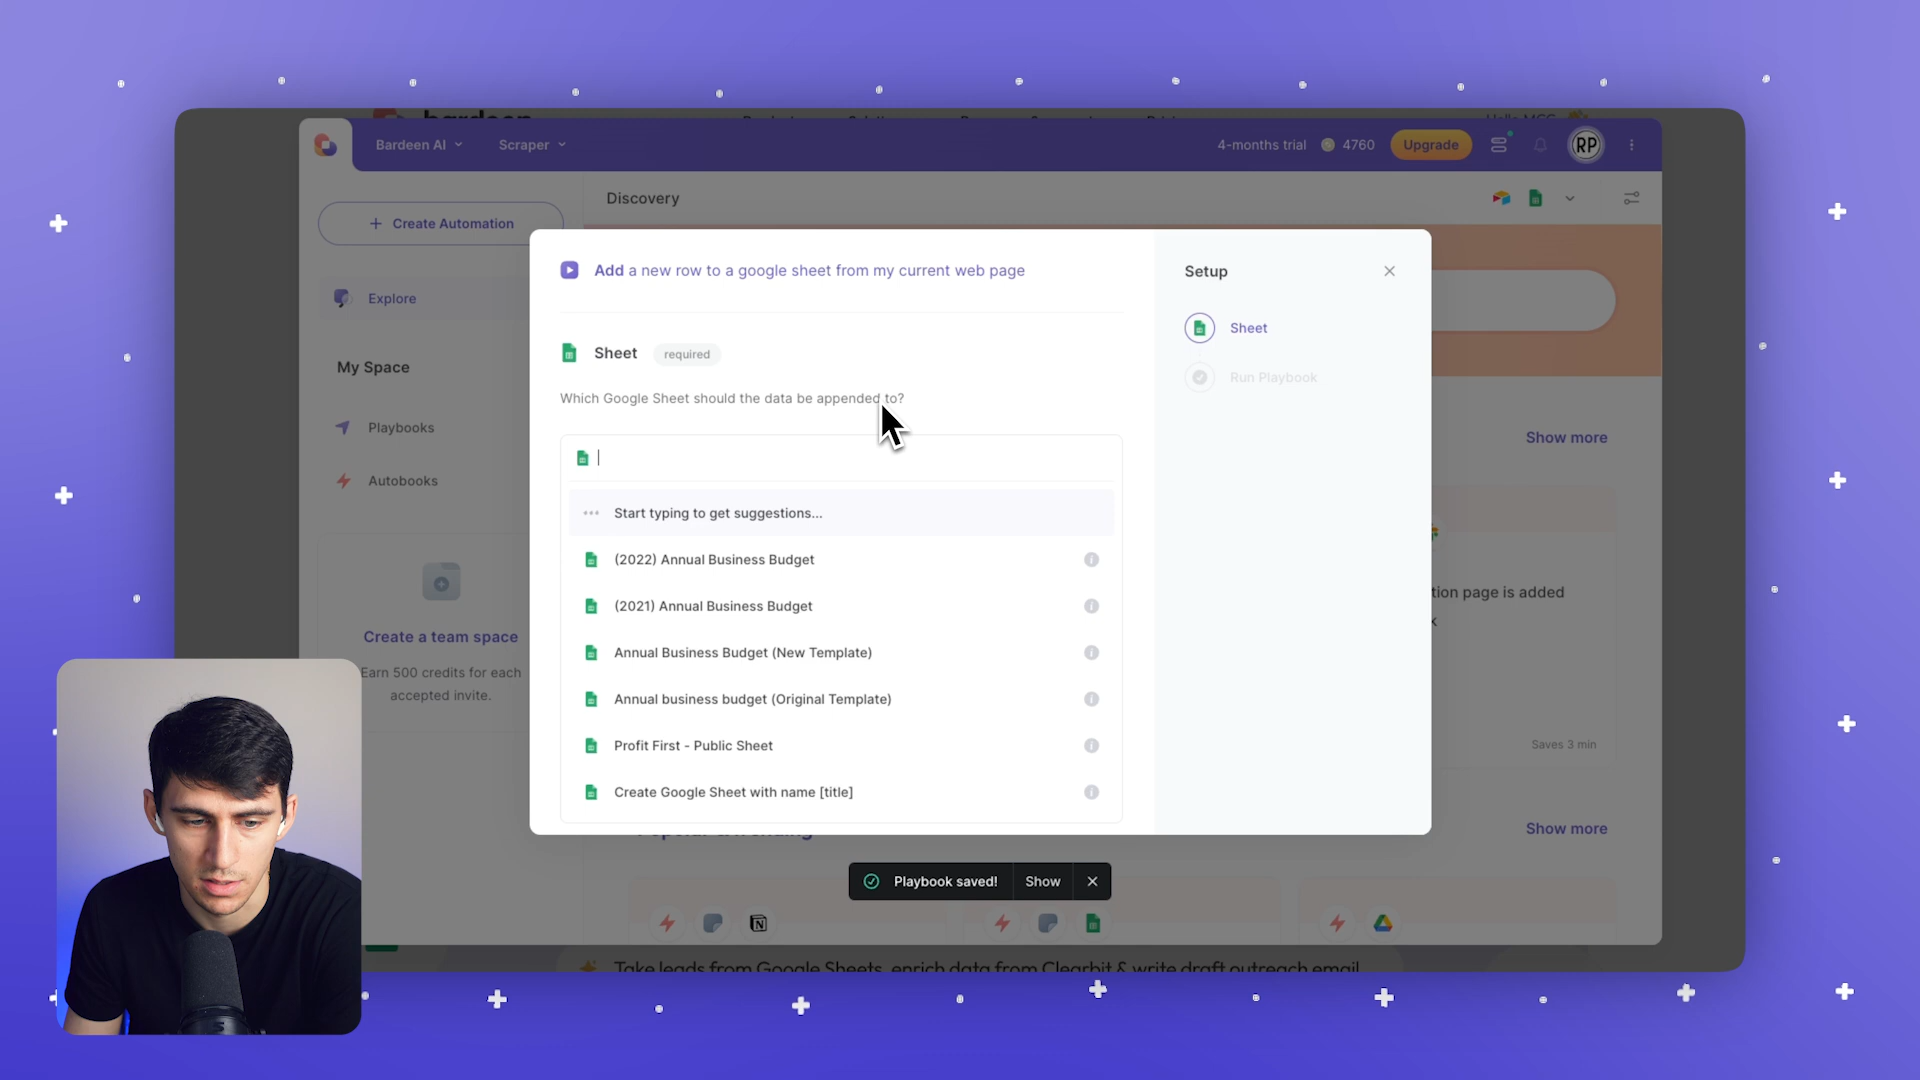 Bardeen AI
Scraper
4-months trial
4760
Upgrade
RP
Create Automation
Discovery
Explore
My Space
Playbooks
Autobooks
Create a team space
Earn 500 credits for each
accepted invite.
Add a new row to a google sheet from my current web page
Sheet
required
Which Google Sheet should the data be appended to?
Start typing to get suggestions...
(2022) Annual Business Budget
(2021) Annual Business Budget
Annual Business Budget (New Template)
Annual business budget (Original Template)
Profit First - Public Sheet
Create Google Sheet with name [title]
Setup
Sheet
Run Playbook
Show more
tion page is added
Saves 3 min
Show more
Playbook saved!
Show
Take leads from Google Sheets, enrich data from Clearbit & write draft outreach email